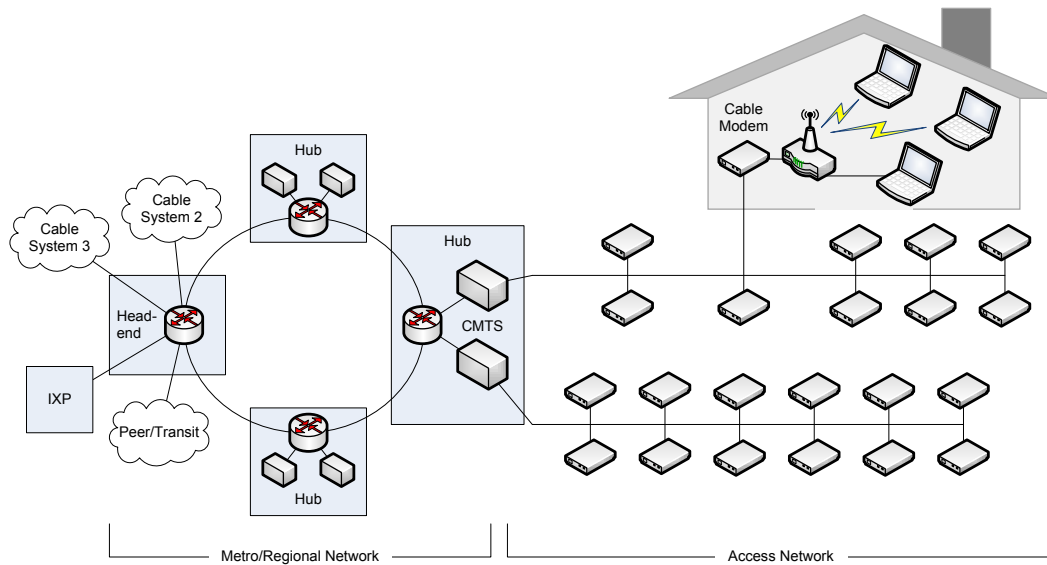 Cable
Modem
Hub
Cable
System 2
Cable
System 3
Hub
Head-
end
CMTS
IXP
Peer/Transit
Hub
Metro/Regional Network
Access Network